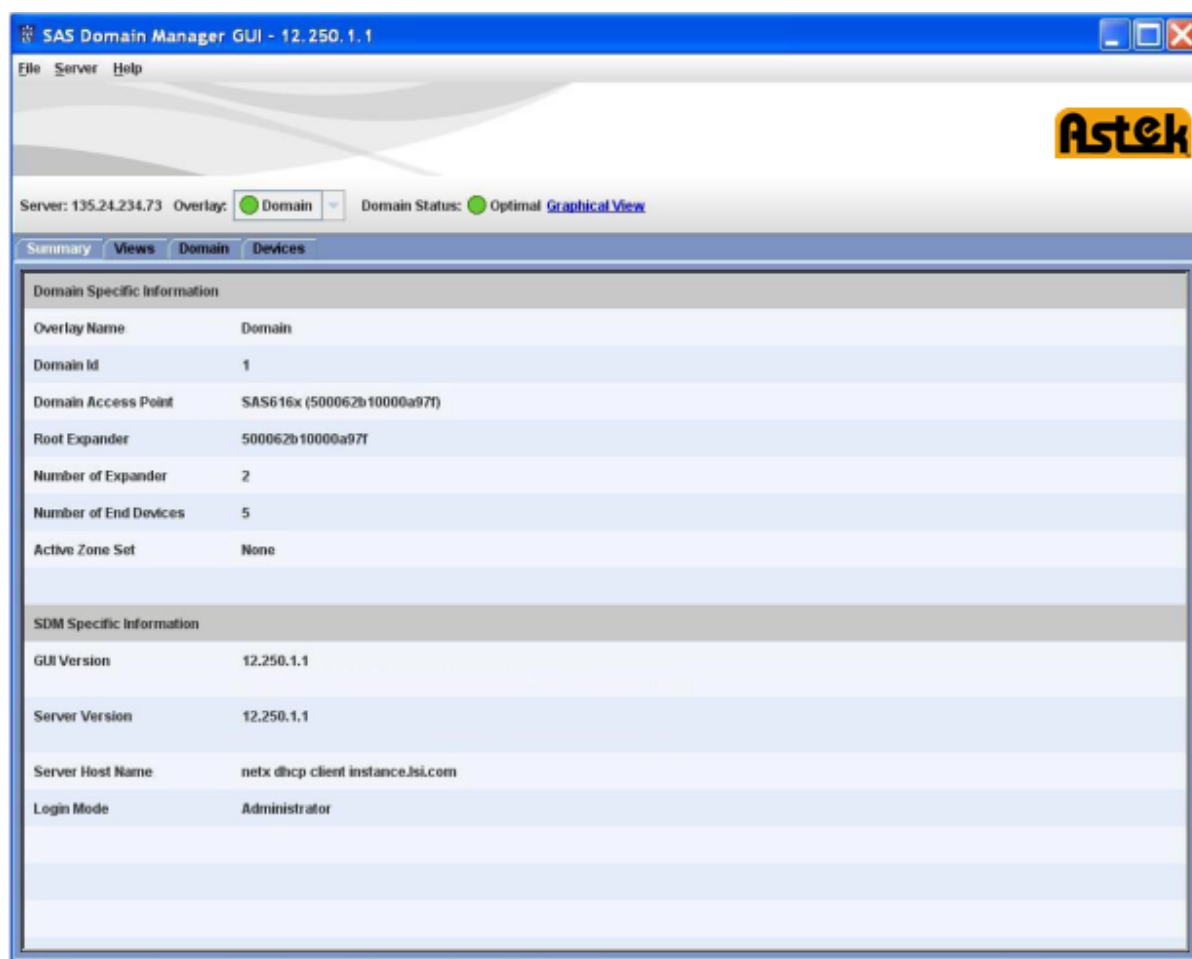 SAS Domain Manager GUI - 12.250.1.1
File Server Help
Astek
Server: 135.24.234.73 Overlay: Domain Domain Status: Optimal Graphical View
Summary Views Domain Devices
Domain Specific Information
Overlay Name Domain
Domain Id 1
Domain Access Point SAS616x (500062b10000a97f)
Root Expander 500062b10000a97f
Number of Expander 2
Number of End Devices 5
Active Zone Set None
SDM Specific Information
GUI Version 12.250.1.1
Server Version 12.250.1.1
Server Host Name netx dhcp client instance.lsi.com
Login Mode Administrator